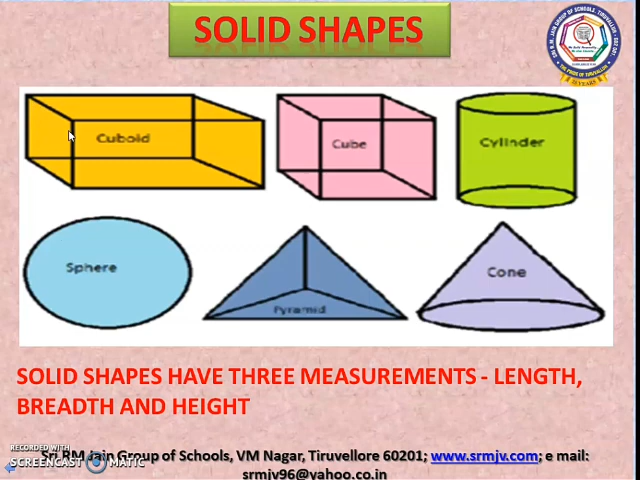 SOLID SHAPES
Cuboid
Cube
Cylinder
Sphere
Pyramid
Cone
SOLID SHAPES HAVE THREE MEASUREMENTS - LENGTH,
BREADTH AND HEIGHT
RECORDED WITH
SCREENCAST MATIC
Sri RM Jain Group of Schools, VM Nagar, Tiruvellore 60201; www.srmjv.com; e mail:
srmjv96@yahoo.co.in